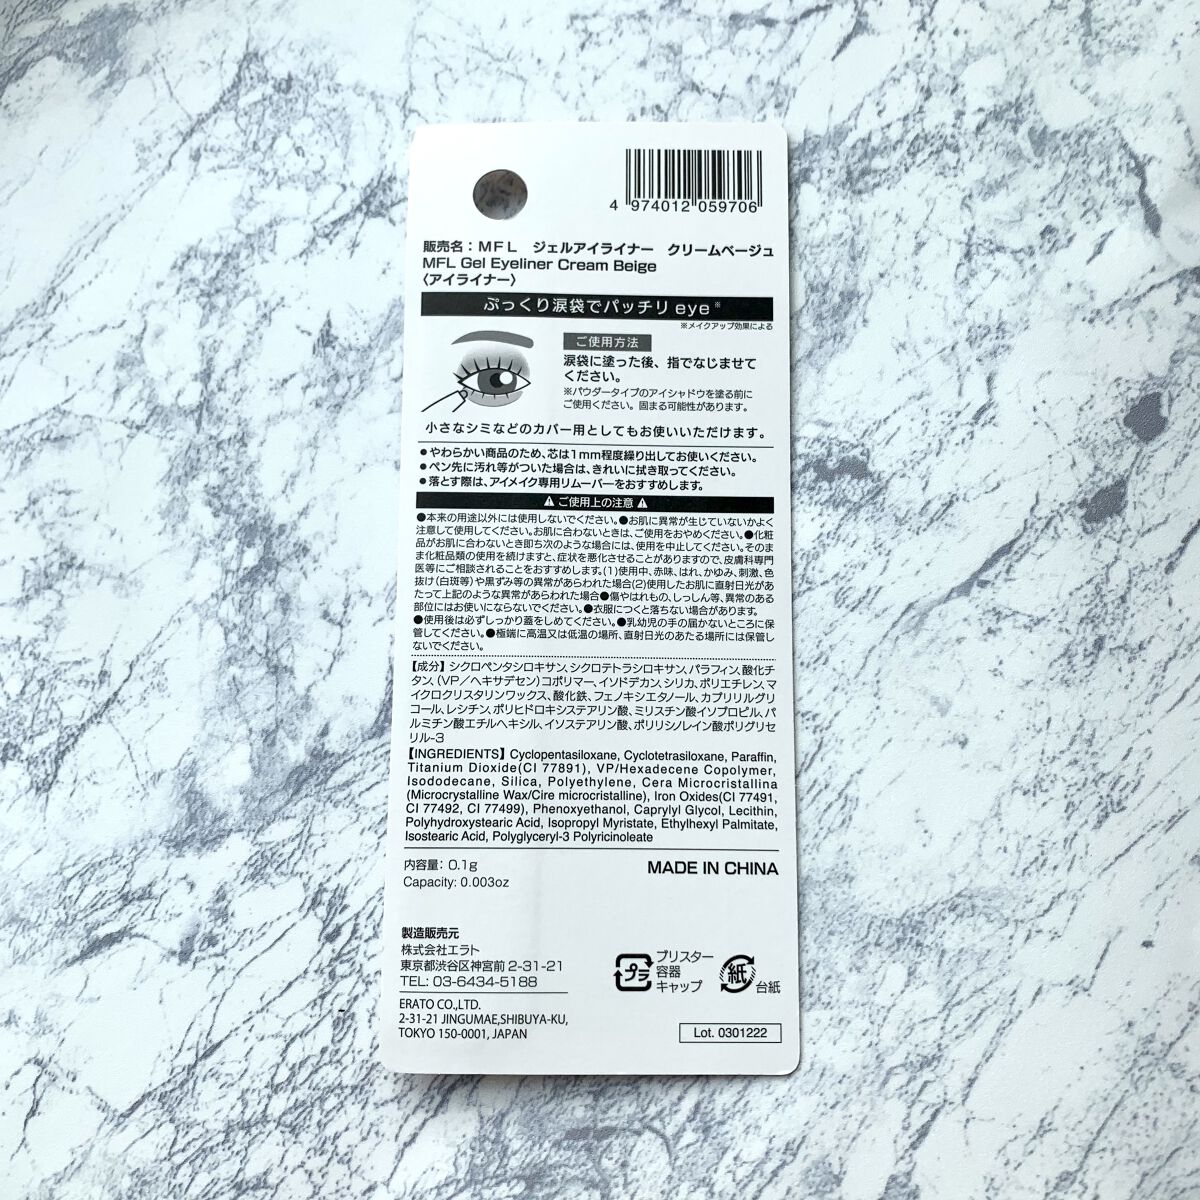 4 974012 059706
販売名：ＭＦＬ　ジェルアイライナー　クリームベージュ
MFL Gel Eyeliner Cream Beige
〈アイライナー〉
ぷっくり涙袋でパッチリ eye※
※メイクアップ効果による
ご使用方法
涙袋に塗った後、指でなじませて
ください。
※パウダータイプのアイシャドウを塗る前に
ご使用ください。固まる可能性があります。
小さなシミなどのカバー用としてもお使いいただけます。
●やわらかい商品のため、芯は1mm程度繰り出してお使いください。
●ペン先に汚れ等がついた場合は、きれいに拭き取ってください。
●落とす際は、アイメイク専用リムーバーをおすすめします。
⚠ ご使用上の注意 ⚠
●本来の用途以外には使用しないでください。●お肌に異常が生じていないかよく
注意して使用してください。お肌に合わないときは、ご使用をおやめください。●化粧
品がお肌に合わないとき即ち次のような場合には、使用を中止してください。そのま
ま化粧品類の使用を続けますと、症状を悪化させることがありますので、皮膚科専門
医等にご相談されることをおすすめします。(1)使用中、赤味、はれ、かゆみ、刺激、色
抜け(白斑等)や黒ずみ等の異常があらわれた場合(2)使用したお肌に直射日光があ
たって上記のような異常があらわれた場合●傷やはれもの、しっしん等、異常のある
部位にはお使いにならないでください。●衣服につくと落ちない場合があります。
●使用後は必ずしっかり蓋をしめてください。●乳幼児の手の届かないところに保
管してください。●極端に高温又は低温の場所、直射日光のあたる場所には保管し
ないでください。
【成分】シクロペンタシロキサン、シクロテトラシロキサン、パラフィン、酸化チ
タン、(VP／ヘキサデセン)コポリマー、イソドデカン、シリカ、ポリエチレン、マ
イクロクリスタリンワックス、酸化鉄、フェノキシエタノール、カプリリルグリ
コール、レシチン、ポリヒドロキシステアリン酸、ミリスチン酸イソプロピル、パ
ルミチン酸エチルヘキシル、イソステアリン酸、ポリリシノレイン酸ポリグリセ
リル-3
【INGREDIENTS】Cyclopentasiloxane, Cyclotetrasiloxane, Paraffin,
Titanium Dioxide(CI 77891), VP/Hexadecene Copolymer,
Isododecane, Silica, Polyethylene, Cera Microcristallina
(Microcrystalline Wax/Cire microcristalline), Iron Oxides(CI 77491,
CI 77492, CI 77499), Phenoxyethanol, Caprylyl Glycol, Lecithin,
Polyhydroxystearic Acid, Isopropyl Myristate, Ethylhexyl Palmitate,
Isostearic Acid, Polyglyceryl-3 Polyricinoleate
内容量：0.1g
Capacity: 0.003oz
MADE IN CHINA
製造販売元
株式会社エラト
東京都渋谷区神宮前 2-31-21
TEL: 03-6434-5188
ERATO CO.,LTD.
2-31-21 JINGUMAE,SHIBUYA-KU,
TOKYO 150-0001, JAPAN
プラ
ブリスター
容器
キャップ
紙
台紙
Lot. 0301222